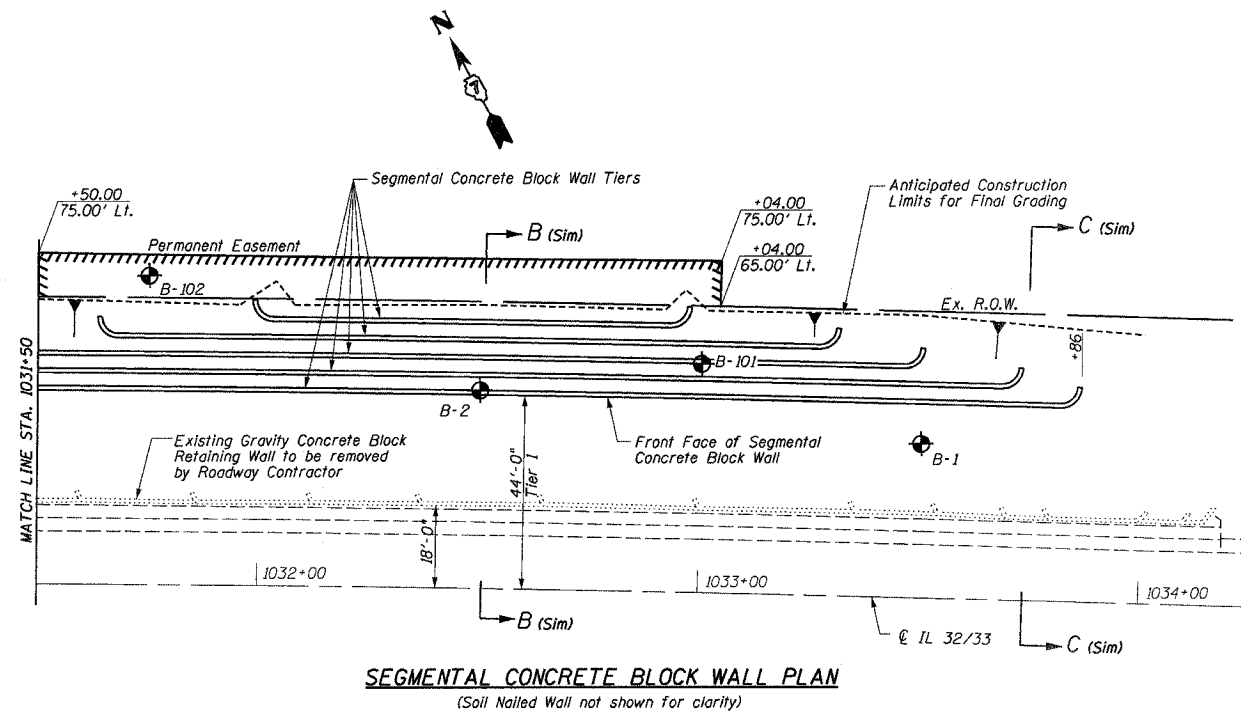 N
7
Segmental Concrete Block Wall Tiers
Anticipated Construction
Limits for Final Grading
+50.00
75.00' Lt.
+04.00
75.00' Lt.
+04.00
65.00' Lt.
B (Sim)
C (Sim)
Permanent Easement
B-102
Ex. R.O.W.
+86
B-101
B-2
B-1
MATCH LINE STA. 1031+50
Existing Gravity Concrete Block
Retaining Wall to be removed
by Roadway Contractor
Front Face of Segmental
Concrete Block Wall
44'-0"
Tier 1
18'-0"
1032+00
1033+00
1034+00
B (Sim)
℄ IL 32/33
C (Sim)
SEGMENTAL CONCRETE BLOCK WALL PLAN
(Soil Nailed Wall not shown for clarity)